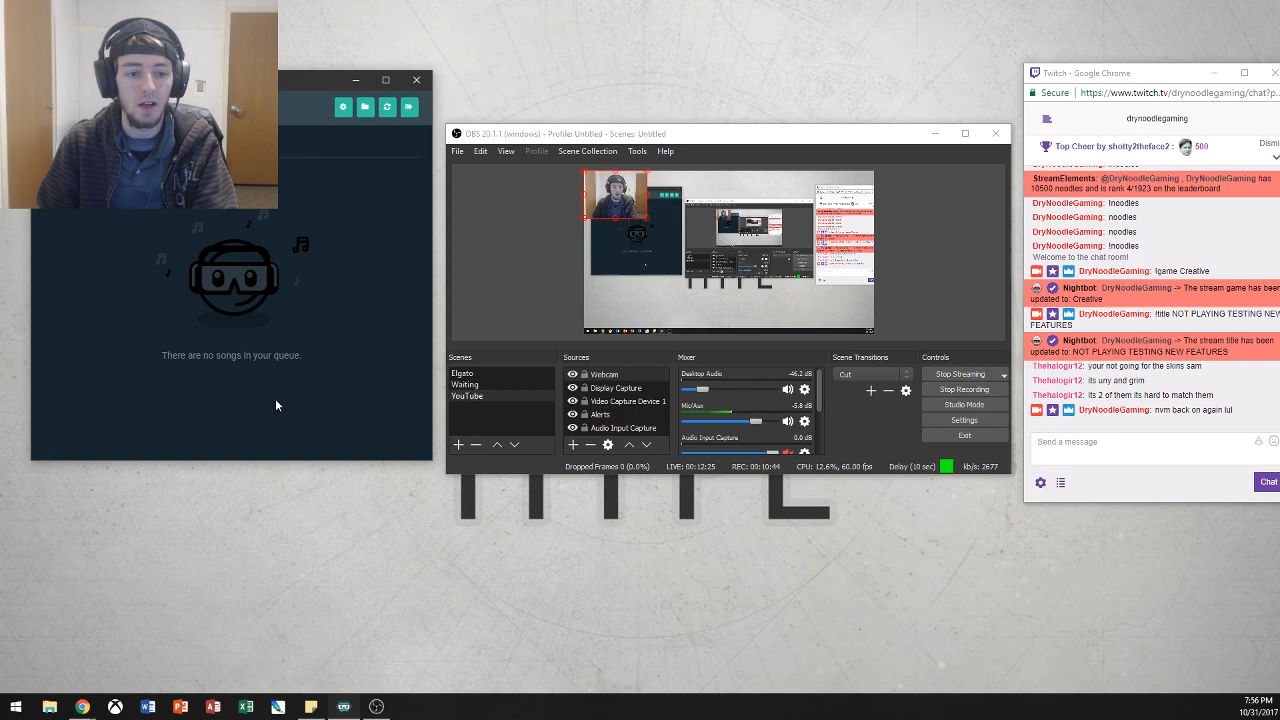 There are no songs in your queue.
OBS 20.1.1 (windows) - Profile: Untitled - Scenes: Untitled
File Edit View Profile Scene Collection Tools Help
Scenes
Elgato
Waiting
YouTube
Sources
Webcam
Display Capture
Video Capture Device 1
Alerts
Audio Input Capture
Mixer
Desktop Audio -46.2 dB
Mic/Aux -5.8 dB
Audio Input Capture 0.0 dB
Scene Transitions
Cut
Controls
Stop Streaming
Stop Recording
Studio Mode
Settings
Exit
Dropped Frames 0 (0.0%) LIVE: 00:12:25 REC: 00:10:44 CPU: 12.6%, 60.00 fps Delay (10 sec) kb/s: 2677
Twitch - Google Chrome
Secure https://www.twitch.tv/drynoodlegaming/chat?p...
drynoodlegaming
Top Cheer by shotty2theface2 : 500 Dismi
StreamElements: @DryNoodleGaming , DryNoodleGaming has
10500 noodles and is rank 4/1923 on the leaderboard.
DryNoodleGaming: !noodles
DryNoodleGaming: noodles
DryNoodleGaming: noodles
DryNoodleGaming: !noodles
Welcome to the chat room!
DryNoodleGaming: !game Creative
Nightbot: DryNoodleGaming -> The stream game has been
updated to: Creative
DryNoodleGaming: !title NOT PLAYING TESTING NEW
FEATURES
Nightbot: DryNoodleGaming -> The stream title has been
updated to: NOT PLAYING TESTING NEW FEATURES
Thehalogir12: your not going for the skins sam
Thehalogir12: its uny and grim
Thehalogir12: its 2 of them its hard to match them
DryNoodleGaming: nvm back on again lul
Send a message
Chat
7:56 PM
10/31/2017